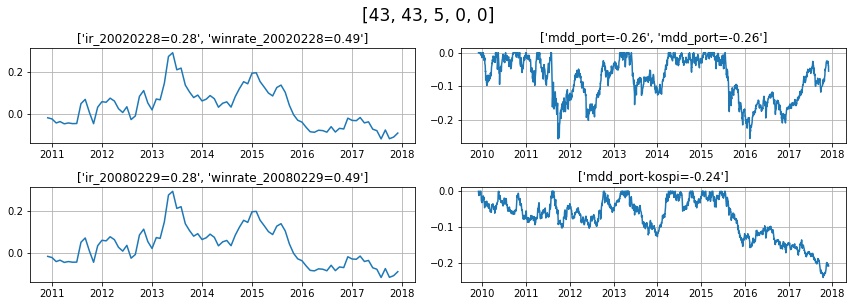 [43, 43, 5, 0, 0]
['ir_20020228=0.28', 'winrate_20020228=0.49']
0.2
0.0
2011 2012 2013 2014 2015 2016 2017 2018
['mdd_port=-0.26', 'mdd_port=-0.26']
0.0
−0.1
−0.2
2010 2011 2012 2013 2014 2015 2016 2017 2018
['ir_20080229=0.28', 'winrate_20080229=0.49']
0.2
0.0
2011 2012 2013 2014 2015 2016 2017 2018
['mdd_port-kospi=-0.24']
0.0
−0.1
−0.2
2010 2011 2012 2013 2014 2015 2016 2017 2018